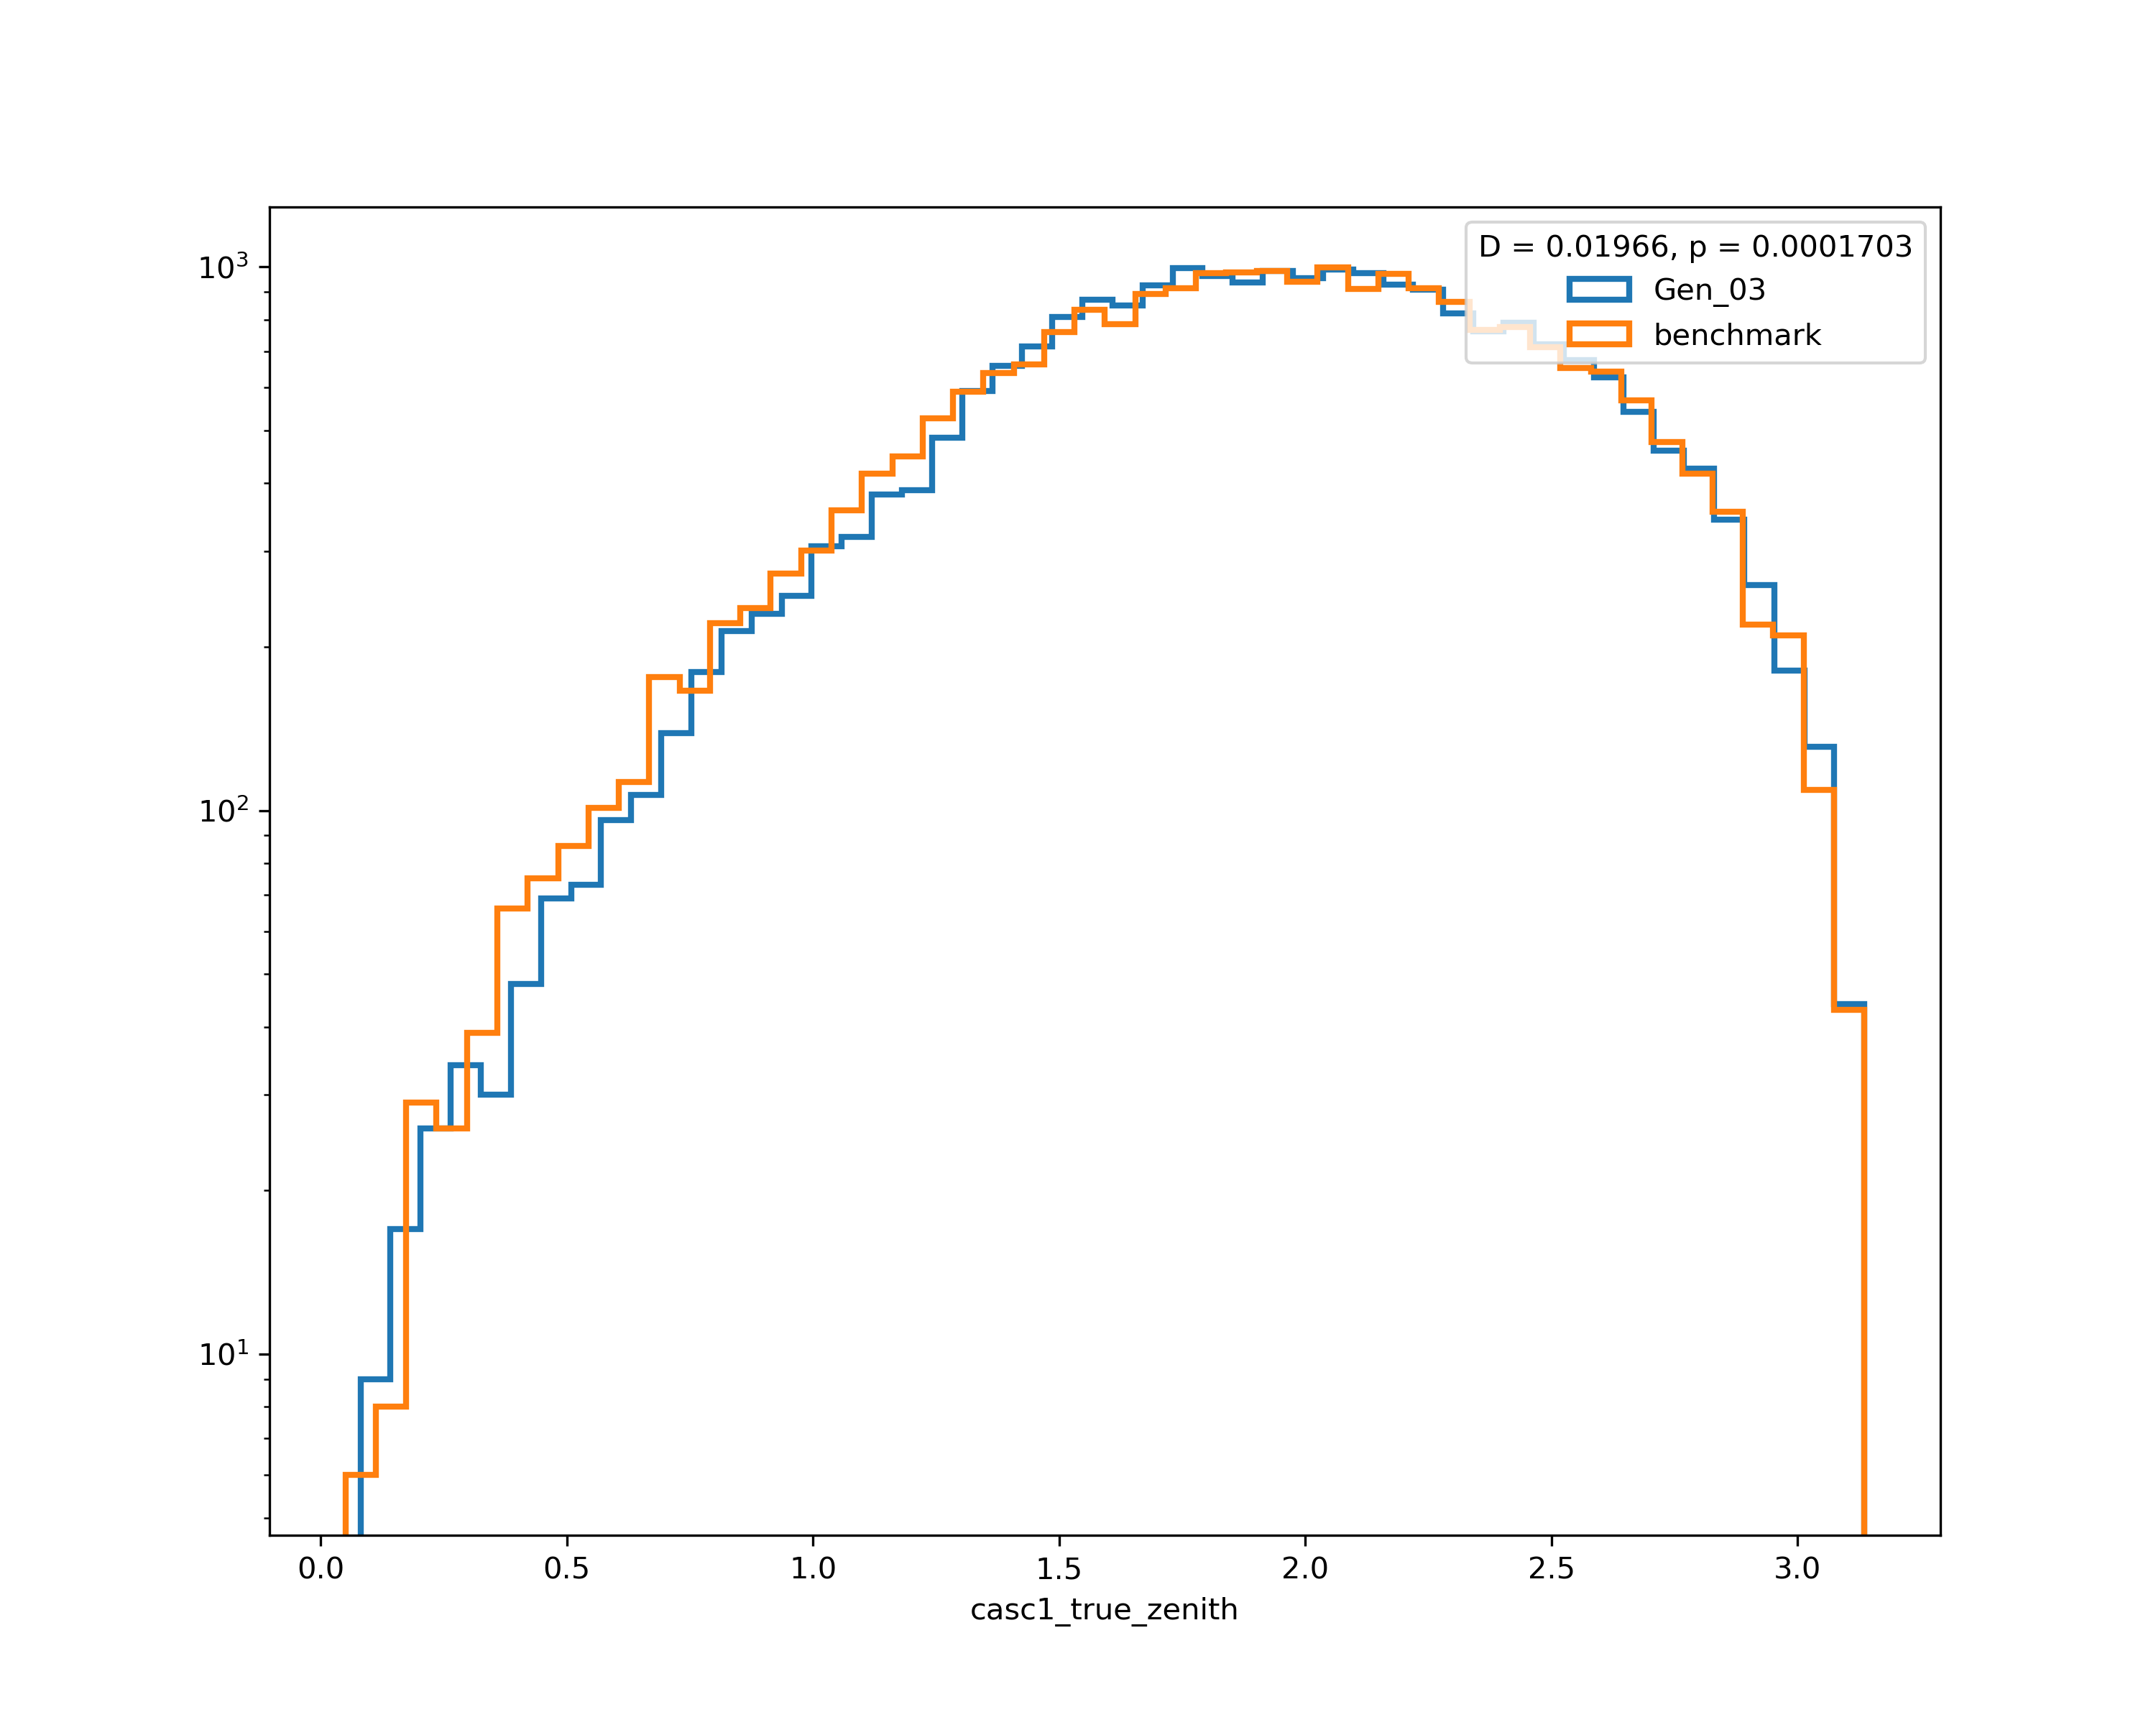 D = 0.01966, p = 0.0001703
Gen_03
benchmark
10³
10²
10¹
0.0 0.5 1.0 1.5 2.0 2.5 3.0
casc1_true_zenith